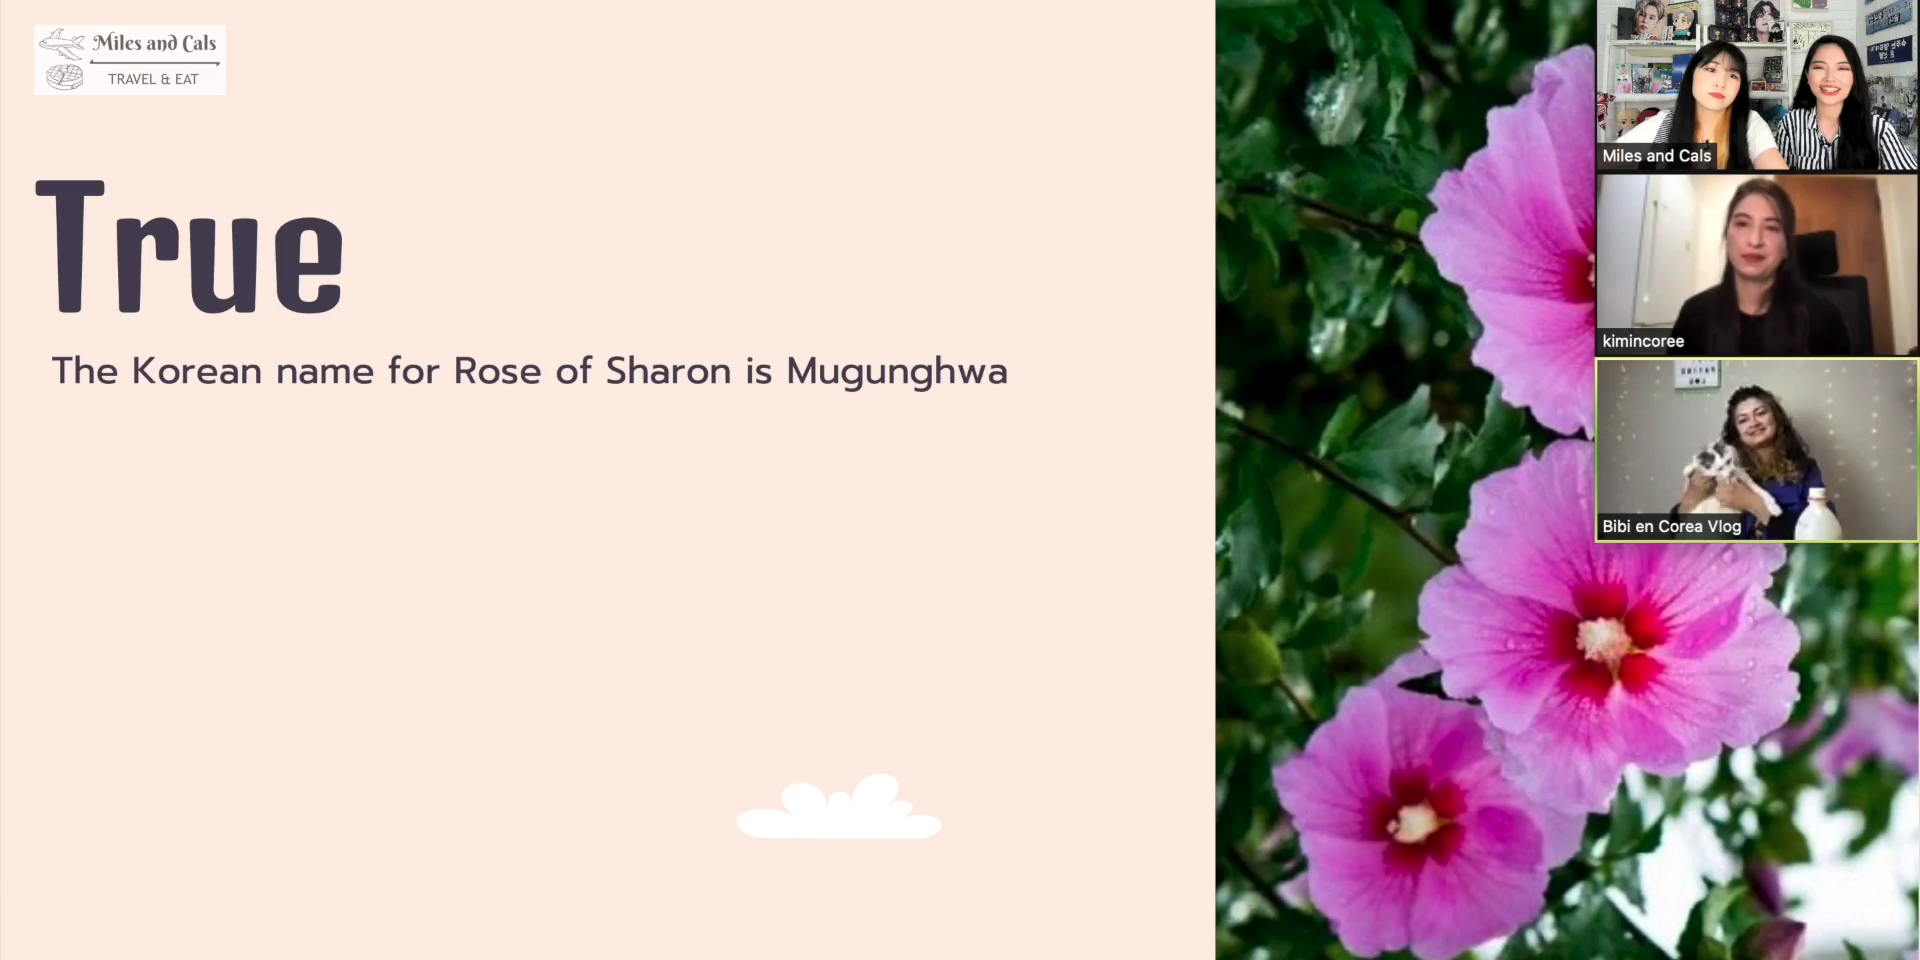 Miles and Cals
TRAVEL & EAT
True
The Korean name for Rose of Sharon is Mugunghwa
Miles and Cals
kimincoree
Bibi en Corea Vlog